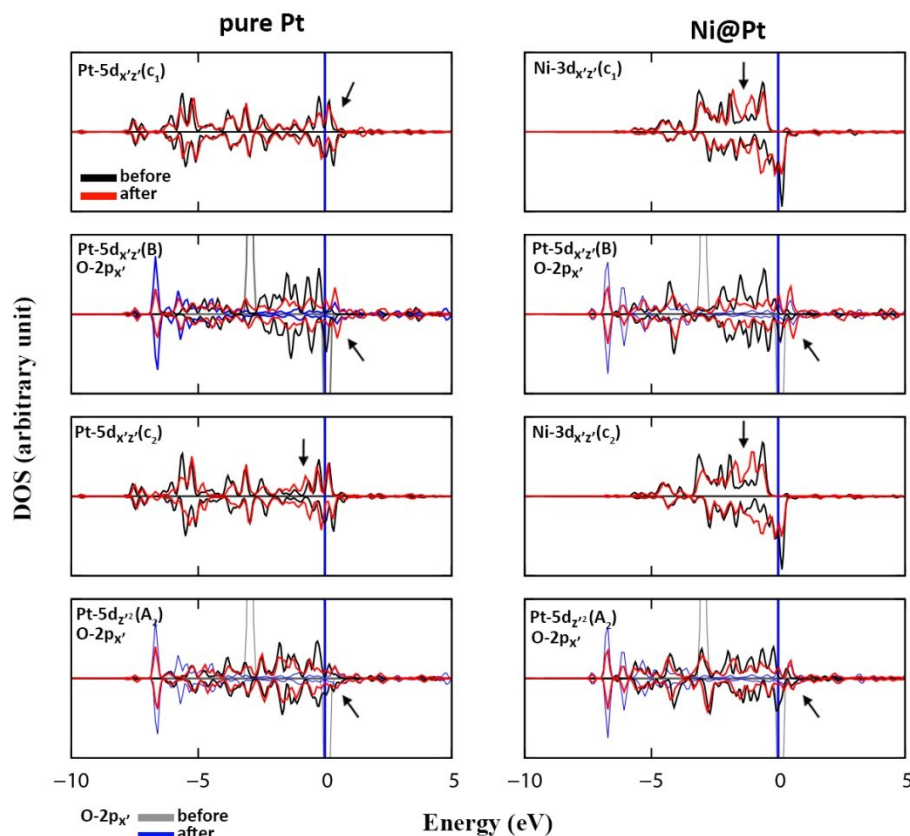 pure Pt
Ni@Pt
Pt-5dx'z'(c1)
before
after
Ni-3dx'z'(c1)
Pt-5dx'z'(B)
O-2px'
Pt-5dx'z'(B)
O-2px'
Pt-5dx'z'(c2)
Ni-3dx'z'(c2)
Pt-5dz'2(A2)
O-2px'
Pt-5dz'2(A2)
O-2px'
DOS (arbitrary unit)
-10 -5 0 5 -10 -5 0 5
O-2px' before
after
Energy (eV)